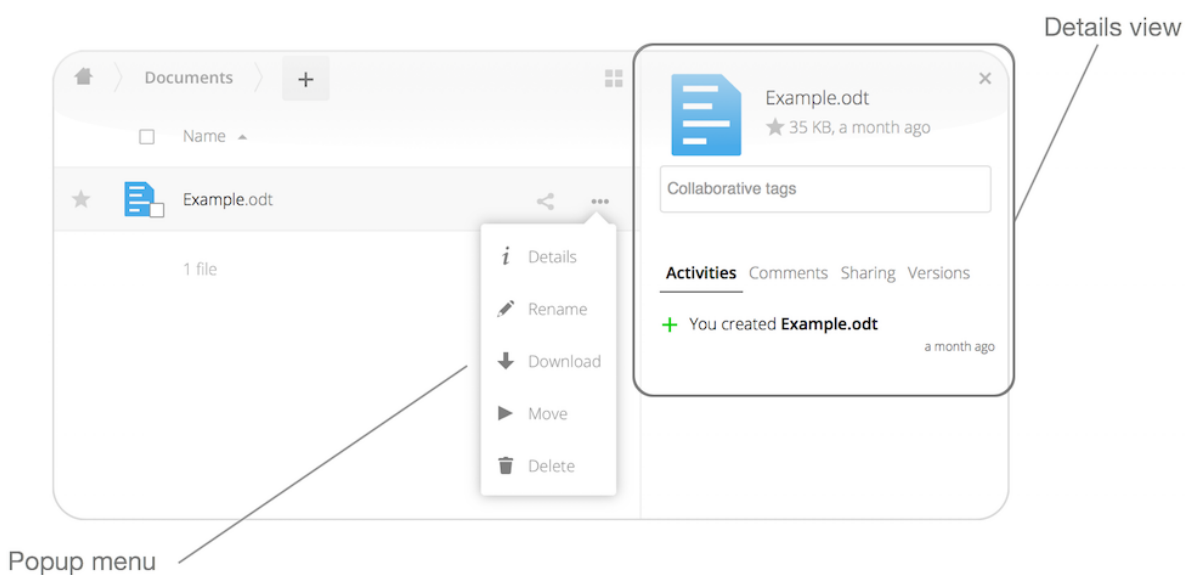 Details view
Documents
+
Example.odt
35 KB, a month ago
Name
Example.odt
Collaborative tags
1 file
Details
Rename
Download
Move
Delete
Activities Comments Sharing Versions
You created Example.odt
a month ago
Popup menu